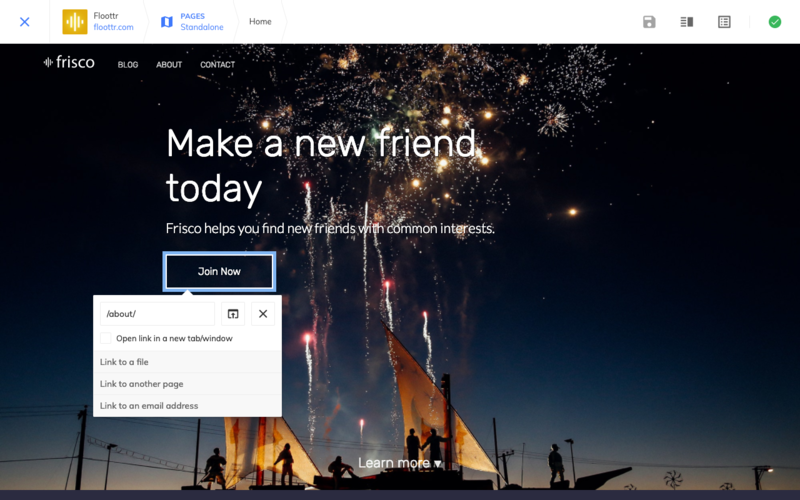 Floottr
floottr.com
PAGES
Standalone
Home
frisco
BLOG
ABOUT
CONTACT
Make a new friend
today
Frisco helps you find new friends with common interests.
Join Now
/about/
Open link in a new tab/window
Link to a file
Link to another page
Link to an email address
Learn more ▾